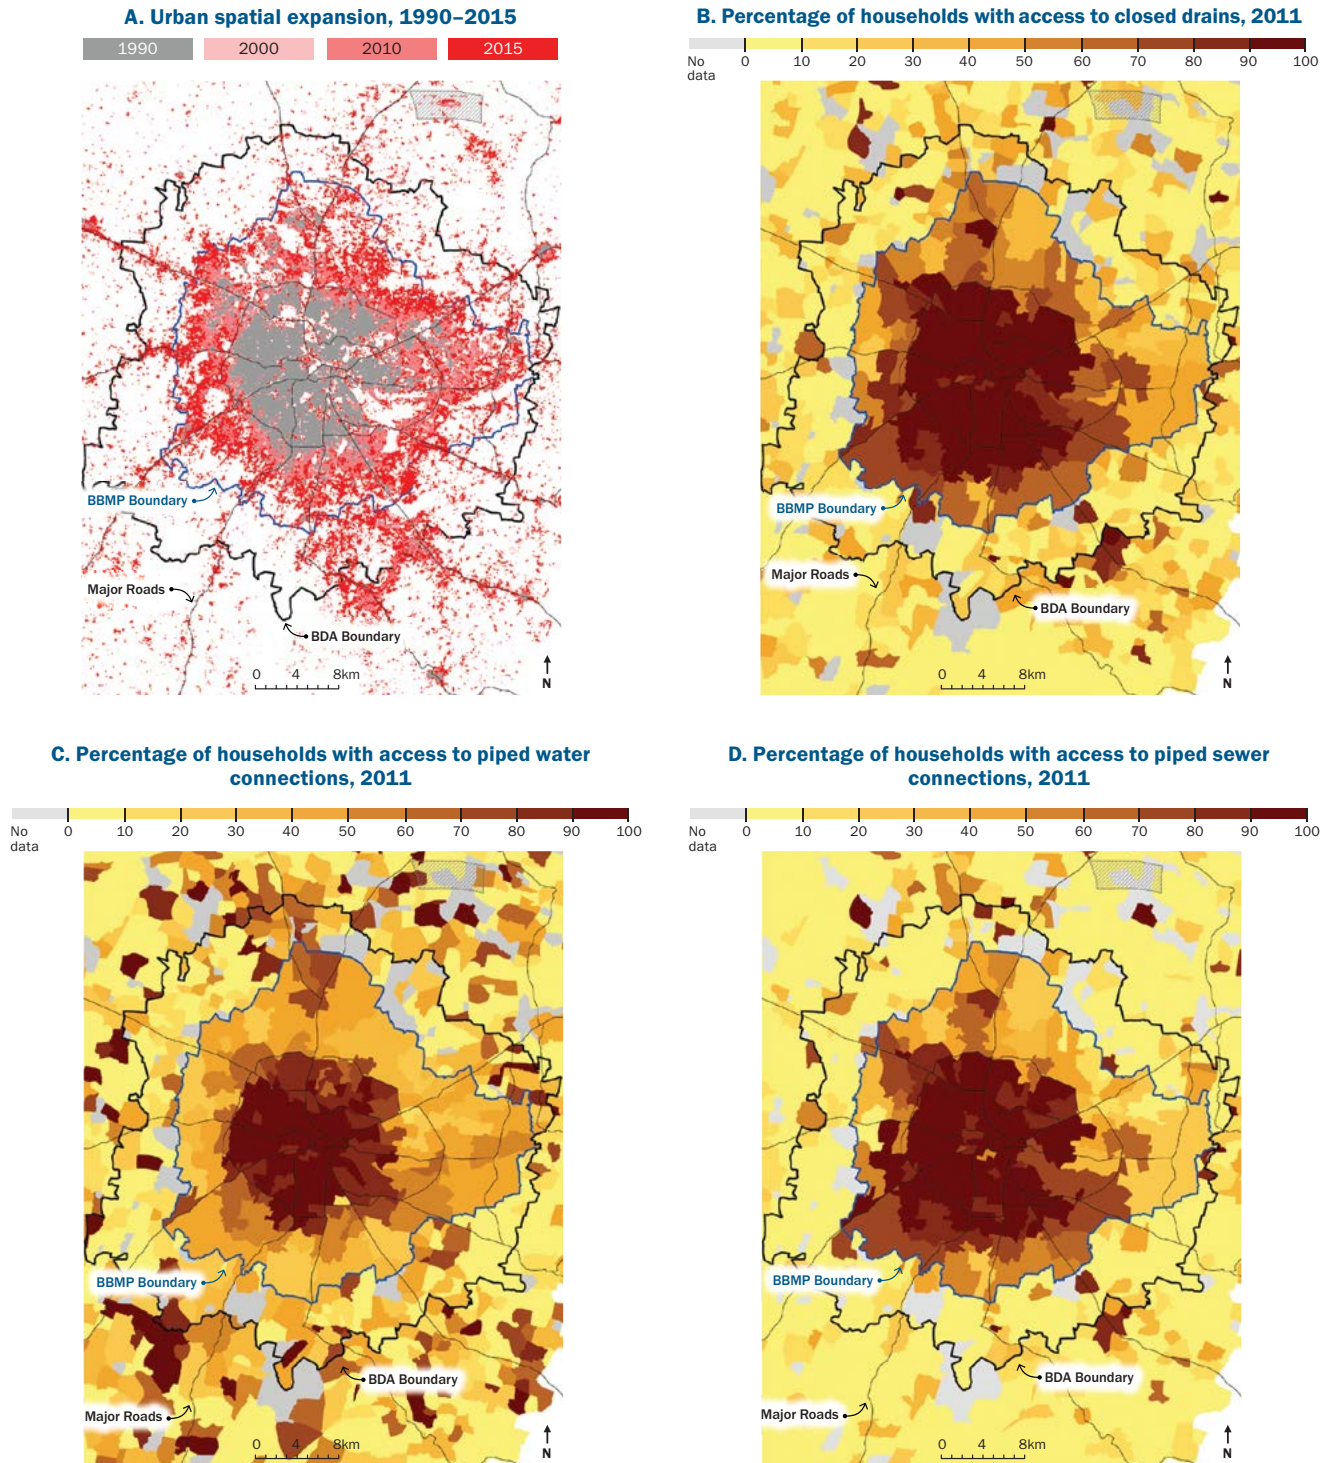 A. Urban spatial expansion, 1990–2015
1990 2000 2010 2015
BBMP Boundary
Major Roads
BDA Boundary
0 4 8km
N
B. Percentage of households with access to closed drains, 2011
No data 0 10 20 30 40 50 60 70 80 90 100
BBMP Boundary
Major Roads
BDA Boundary
0 4 8km
N
C. Percentage of households with access to piped water
connections, 2011
No data 0 10 20 30 40 50 60 70 80 90 100
BBMP Boundary
BDA Boundary
Major Roads
0 4 8km
N
D. Percentage of households with access to piped sewer
connections, 2011
No data 0 10 20 30 40 50 60 70 80 90 100
BBMP Boundary
BDA Boundary
Major Roads
0 4 8km
N